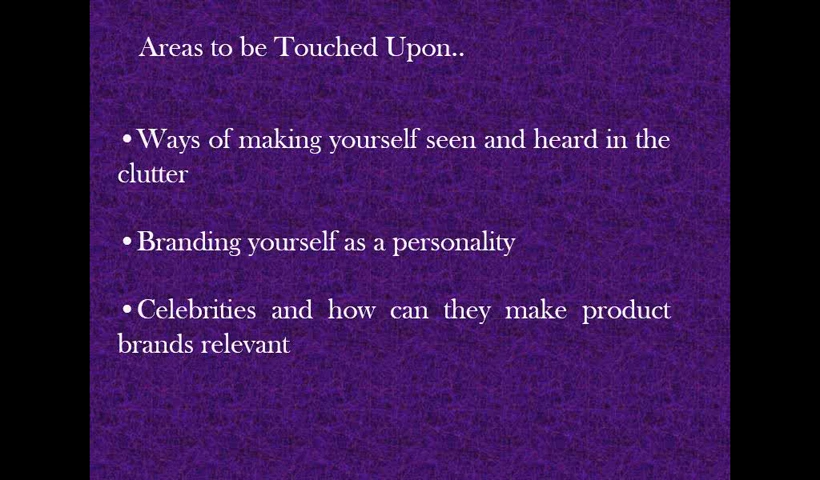 Areas to be Touched Upon..
•Ways of making yourself seen and heard in the
clutter
•Branding yourself as a personality
•Celebrities and how can they make product
brands relevant